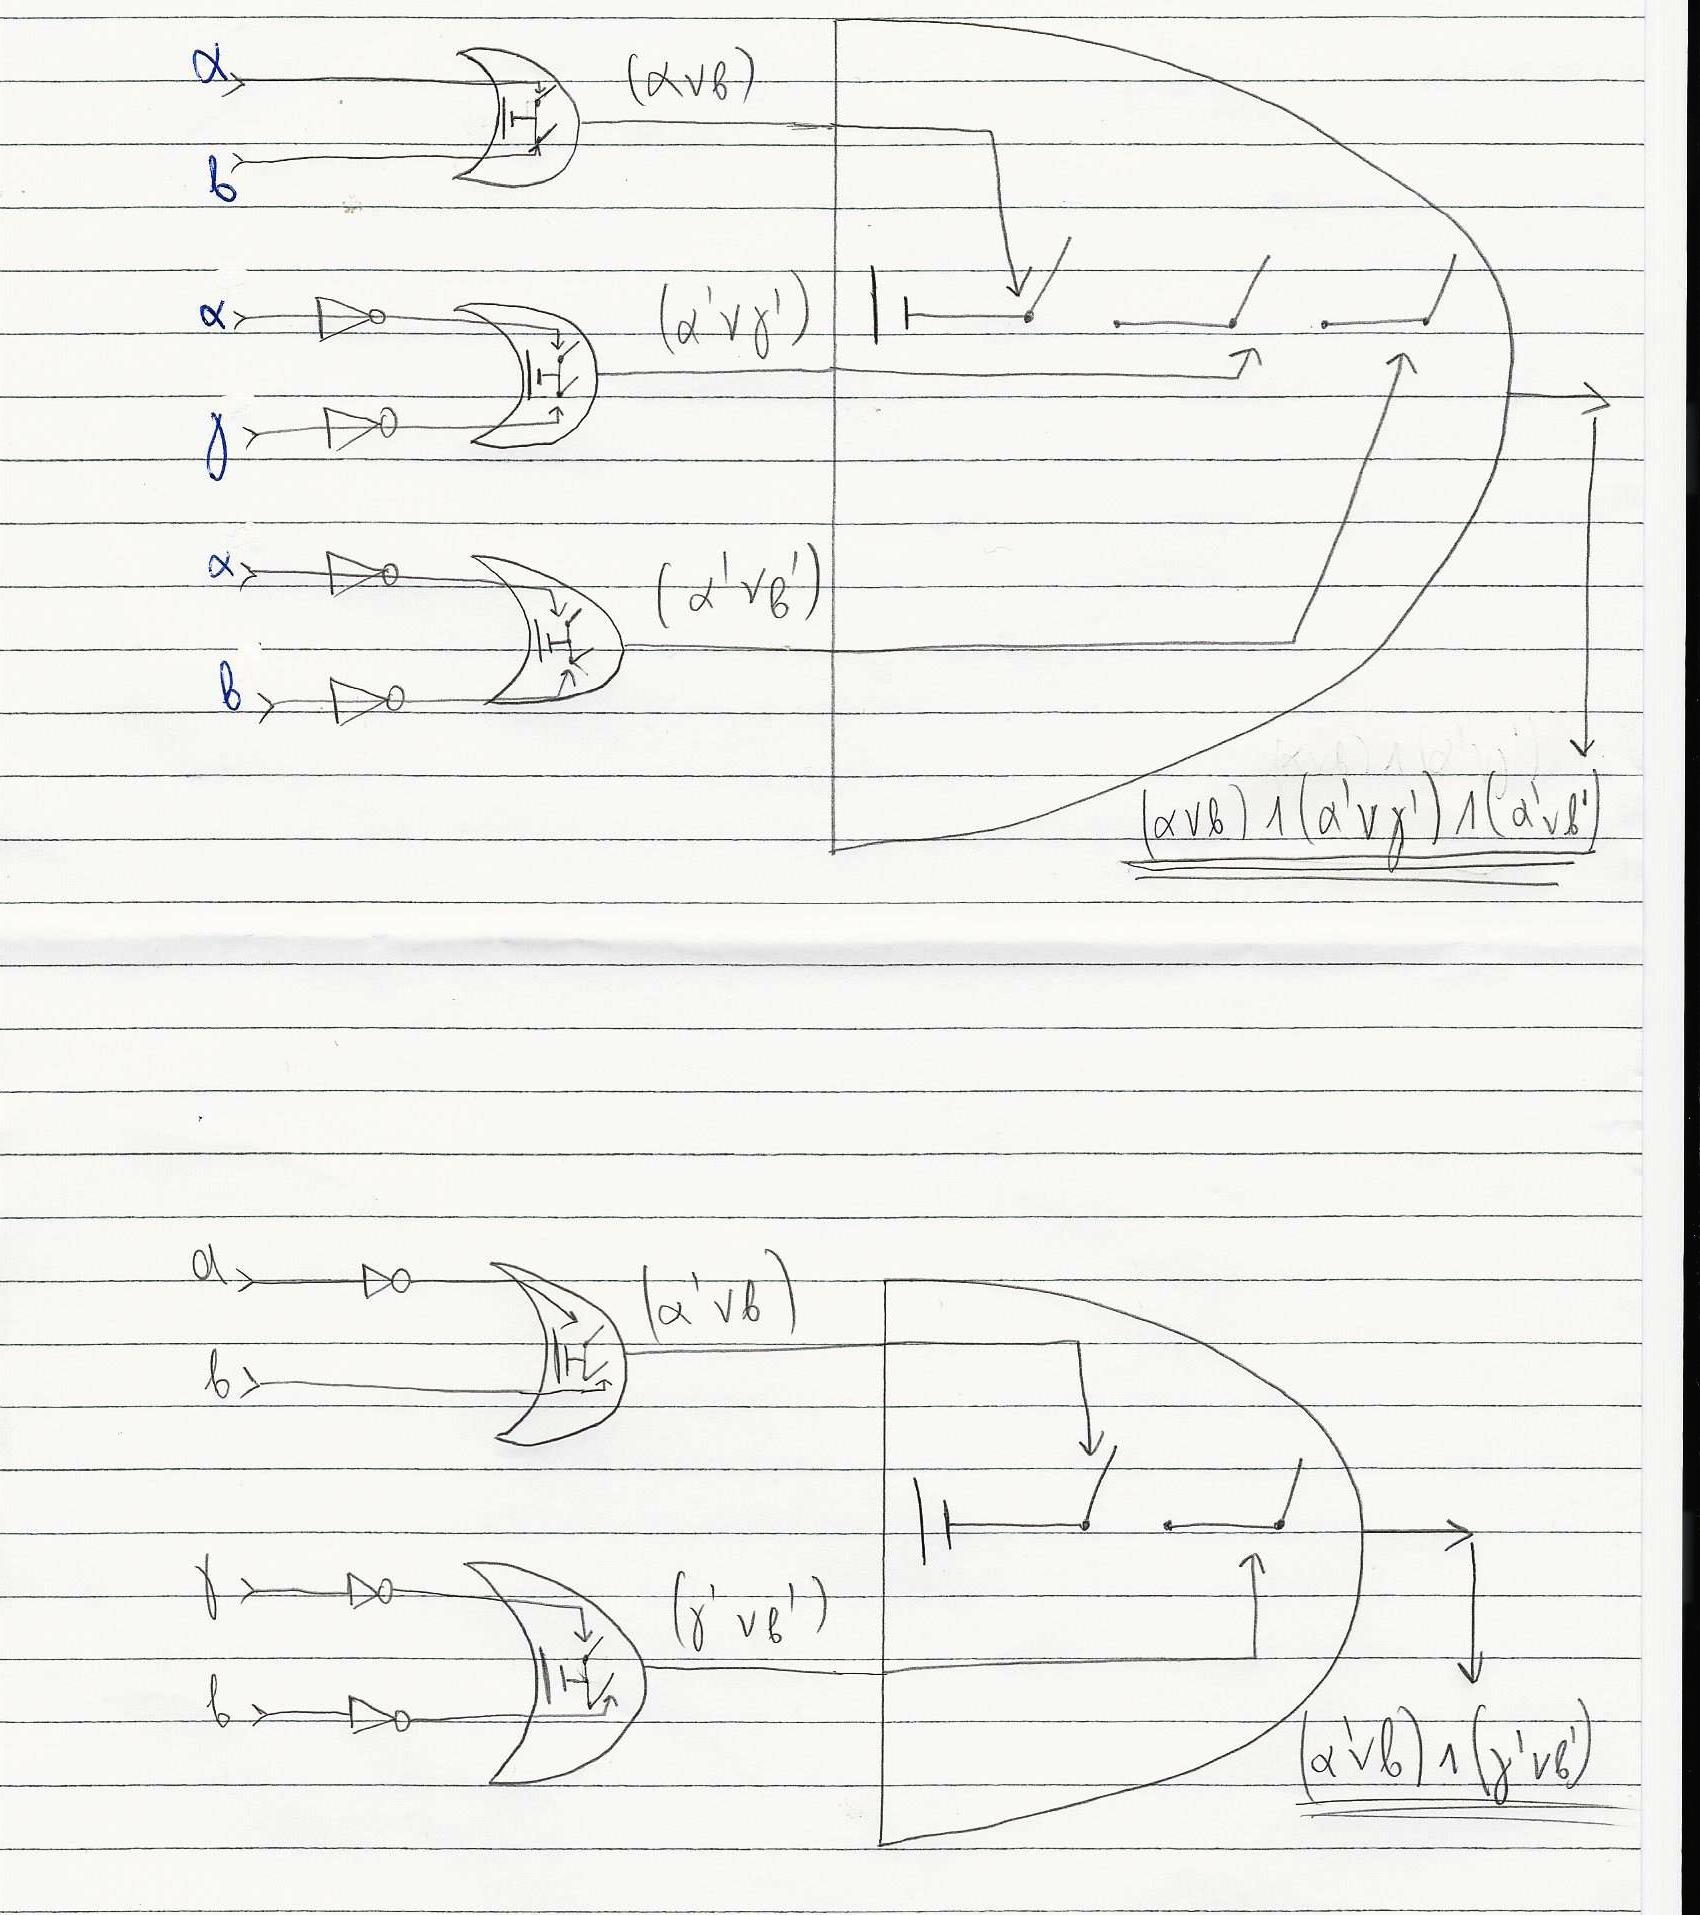 α
(α ∨ β)
β
α
(α' ∨ γ')
γ
α
(α' ∨ β')
β
(α ∨ β) ∧ (α' ∨ γ') ∧ (α' ∨ β')
α
(α' ∨ β)
β
γ
(γ' ∨ β')
β
(α' ∨ β) ∧ (γ' ∨ β')